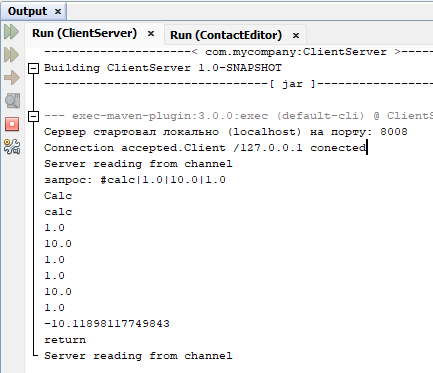 Output ×
Run (ClientServer) × Run (ContactEditor) ×
--------------------< com.mycompany:ClientServer >-----
Building ClientServer 1.0-SNAPSHOT
--------------------------------[ jar ]----------------
--- exec-maven-plugin:3.0.0:exec (default-cli) @ ClientS
Сервер стартовал локально (localhost) на порту: 8008
Connection accepted.Client /127.0.0.1 conected
Server reading from channel
запрос: #calc|1.0|10.0|1.0
Calc
calc
1.0
10.0
1.0
1.0
10.0
1.0
-10.11898117749843
return
Server reading from channel